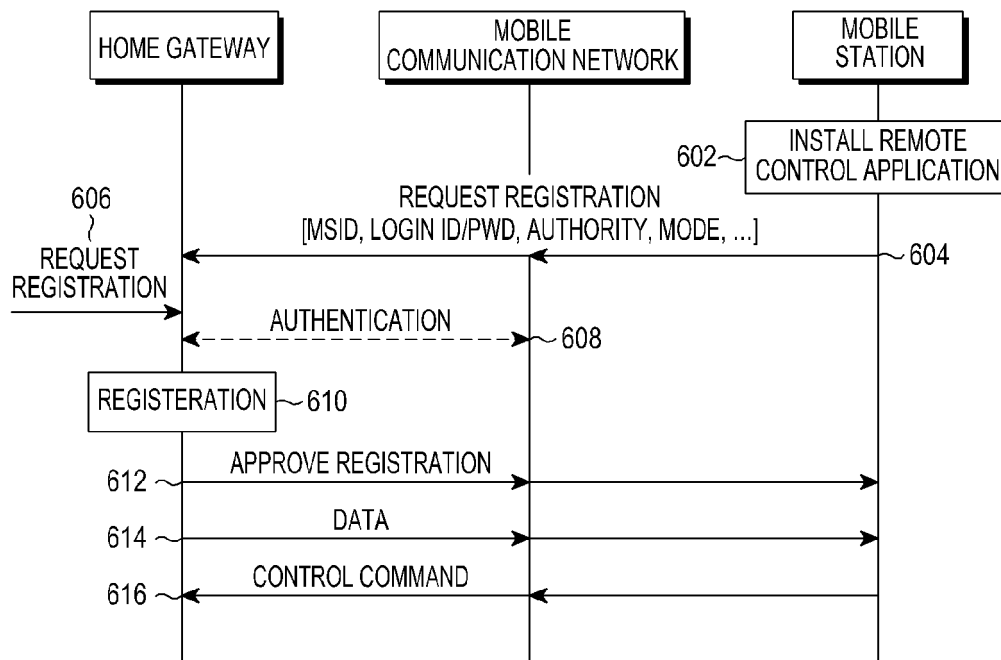 HOME GATEWAY
MOBILE
COMMUNICATION NETWORK
MOBILE
STATION
602
INSTALL REMOTE
CONTROL APPLICATION
REQUEST REGISTRATION
[MSID, LOGIN ID/PWD, AUTHORITY, MODE, ...]
604
606
REQUEST
REGISTRATION
AUTHENTICATION
608
REGISTERATION
610
612
APPROVE REGISTRATION
614
DATA
616
CONTROL COMMAND